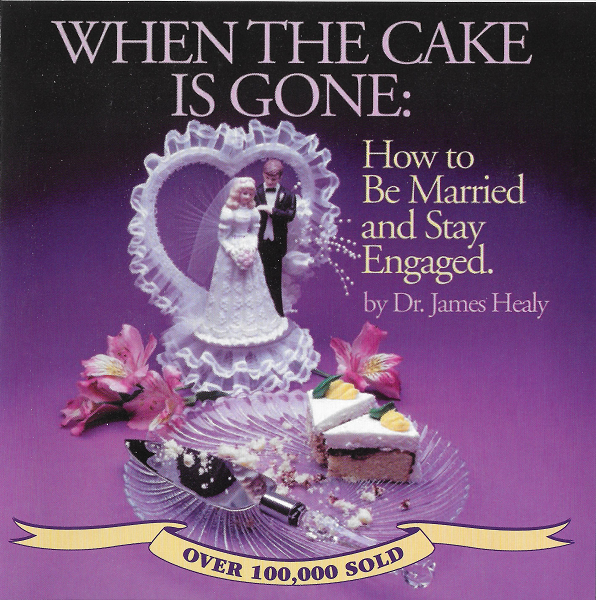 WHEN THE CAKE
IS GONE:
How to
Be Married
and Stay
Engaged.
by Dr. James Healy
OVER 100,000 SOLD